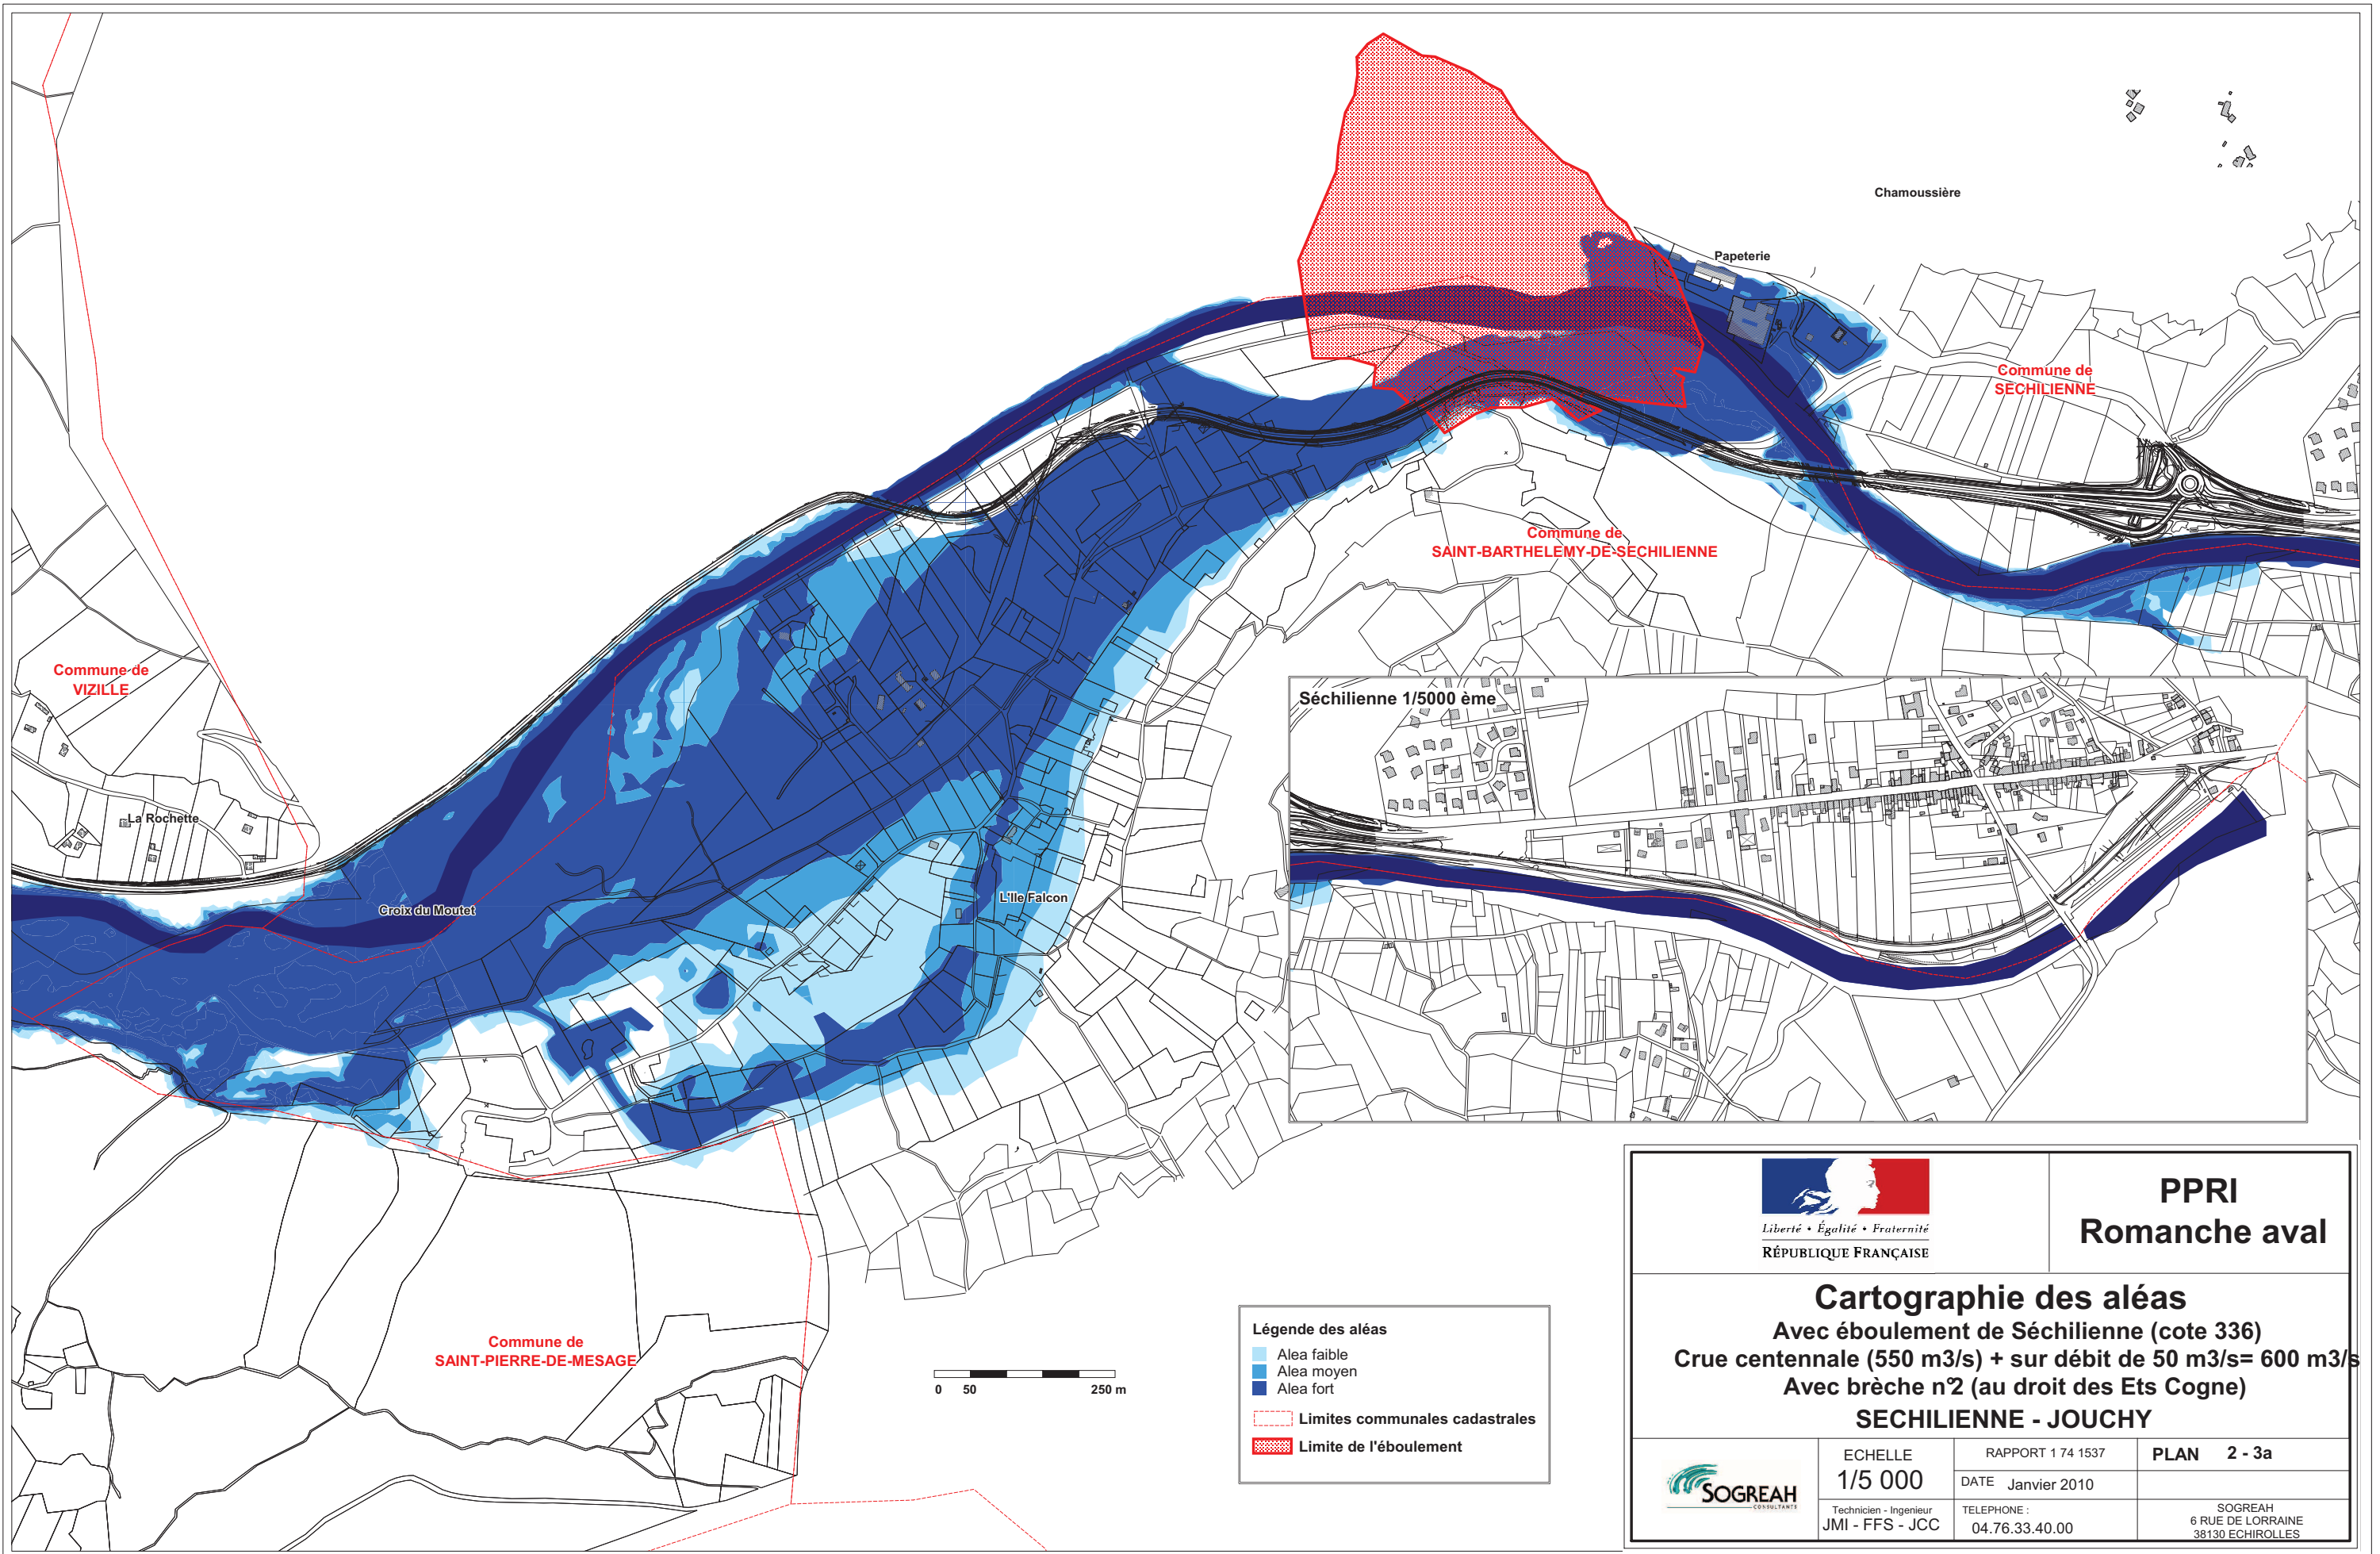 Chamoussière
Papeterie
Commune de
SECHILIENNE
Commune de
SAINT-BARTHELEMY-DE-SECHILIENNE
Commune de
VIZILLE
La Rochette
Croix du Moutet
L'Ile Falcon
Séchilienne 1/5000 ème
Commune de
SAINT-PIERRE-DE-MESAGE
0 50 250 m
Légende des aléas
Alea faible
Alea moyen
Alea fort
Limites communales cadastrales
Limite de l'éboulement
Liberté • Égalité • Fraternité
RÉPUBLIQUE FRANÇAISE
PPRI
Romanche aval
Cartographie des aléas
Avec éboulement de Séchilienne (cote 336)
Crue centennale (550 m3/s) + sur débit de 50 m3/s= 600 m3/s
Avec brèche n°2 (au droit des Ets Cogne)
SECHILIENNE - JOUCHY
SOGREAH
CONSULTANTS
ECHELLE
1/5 000
Technicien - Ingenieur
JMI - FFS - JCC
RAPPORT 1 74 1537
DATE Janvier 2010
TELEPHONE :
04.76.33.40.00
PLAN 2 - 3a
SOGREAH
6 RUE DE LORRAINE
38130 ECHIROLLES